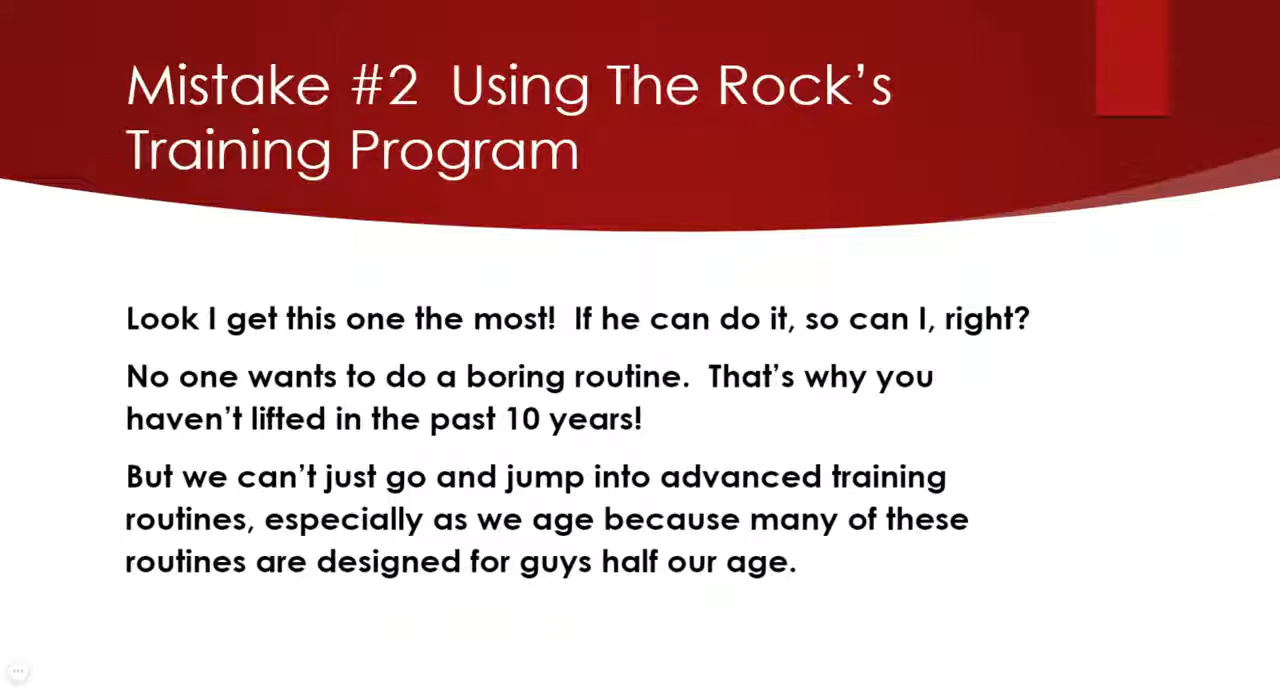 Mistake #2  Using The Rock's
Training Program
Look I get this one the most!  If he can do it, so can I, right?
No one wants to do a boring routine.  That's why you
haven't lifted in the past 10 years!
But we can't just go and jump into advanced training
routines, especially as we age because many of these
routines are designed for guys half our age.